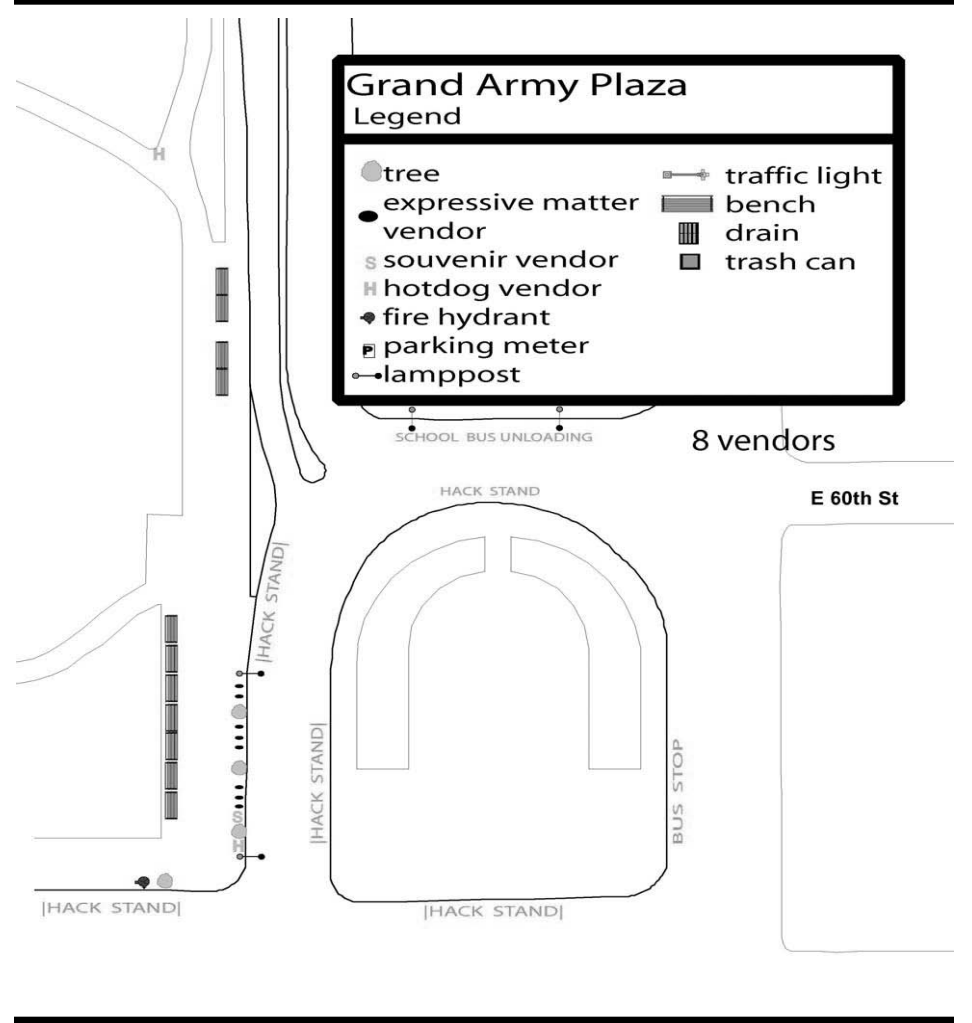 Grand Army Plaza
Legend
tree
expressive matter
vendor
S souvenir vendor
H hotdog vendor
fire hydrant
P parking meter
lamppost
traffic light
bench
drain
trash can
H
SCHOOL BUS UNLOADING
8 vendors
HACK STAND
E 60th St
|HACK STAND|
|HACK STAND|
BUS STOP
S
H
|HACK STAND|
|HACK STAND|